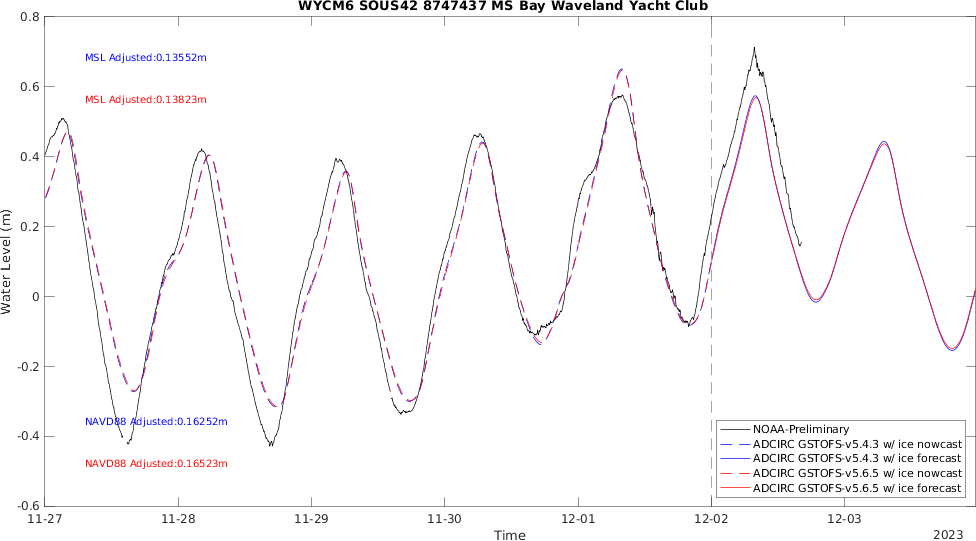 WYCM6 SOUS42 8747437 MS Bay Waveland Yacht Club
0.8
0.6
0.4
0.2
0
-0.2
-0.4
-0.6
Water Level (m)
MSL Adjusted:0.13552m
MSL Adjusted:0.13823m
NAVD88 Adjusted:0.16252m
NAVD88 Adjusted:0.16523m
NOAA-Preliminary
ADCIRC GSTOFS-v5.4.3 w/ ice nowcast
ADCIRC GSTOFS-v5.4.3 w/ ice forecast
ADCIRC GSTOFS-v5.6.5 w/ ice nowcast
ADCIRC GSTOFS-v5.6.5 w/ ice forecast
11-27 11-28 11-29 11-30 12-01 12-02 12-03
Time
2023